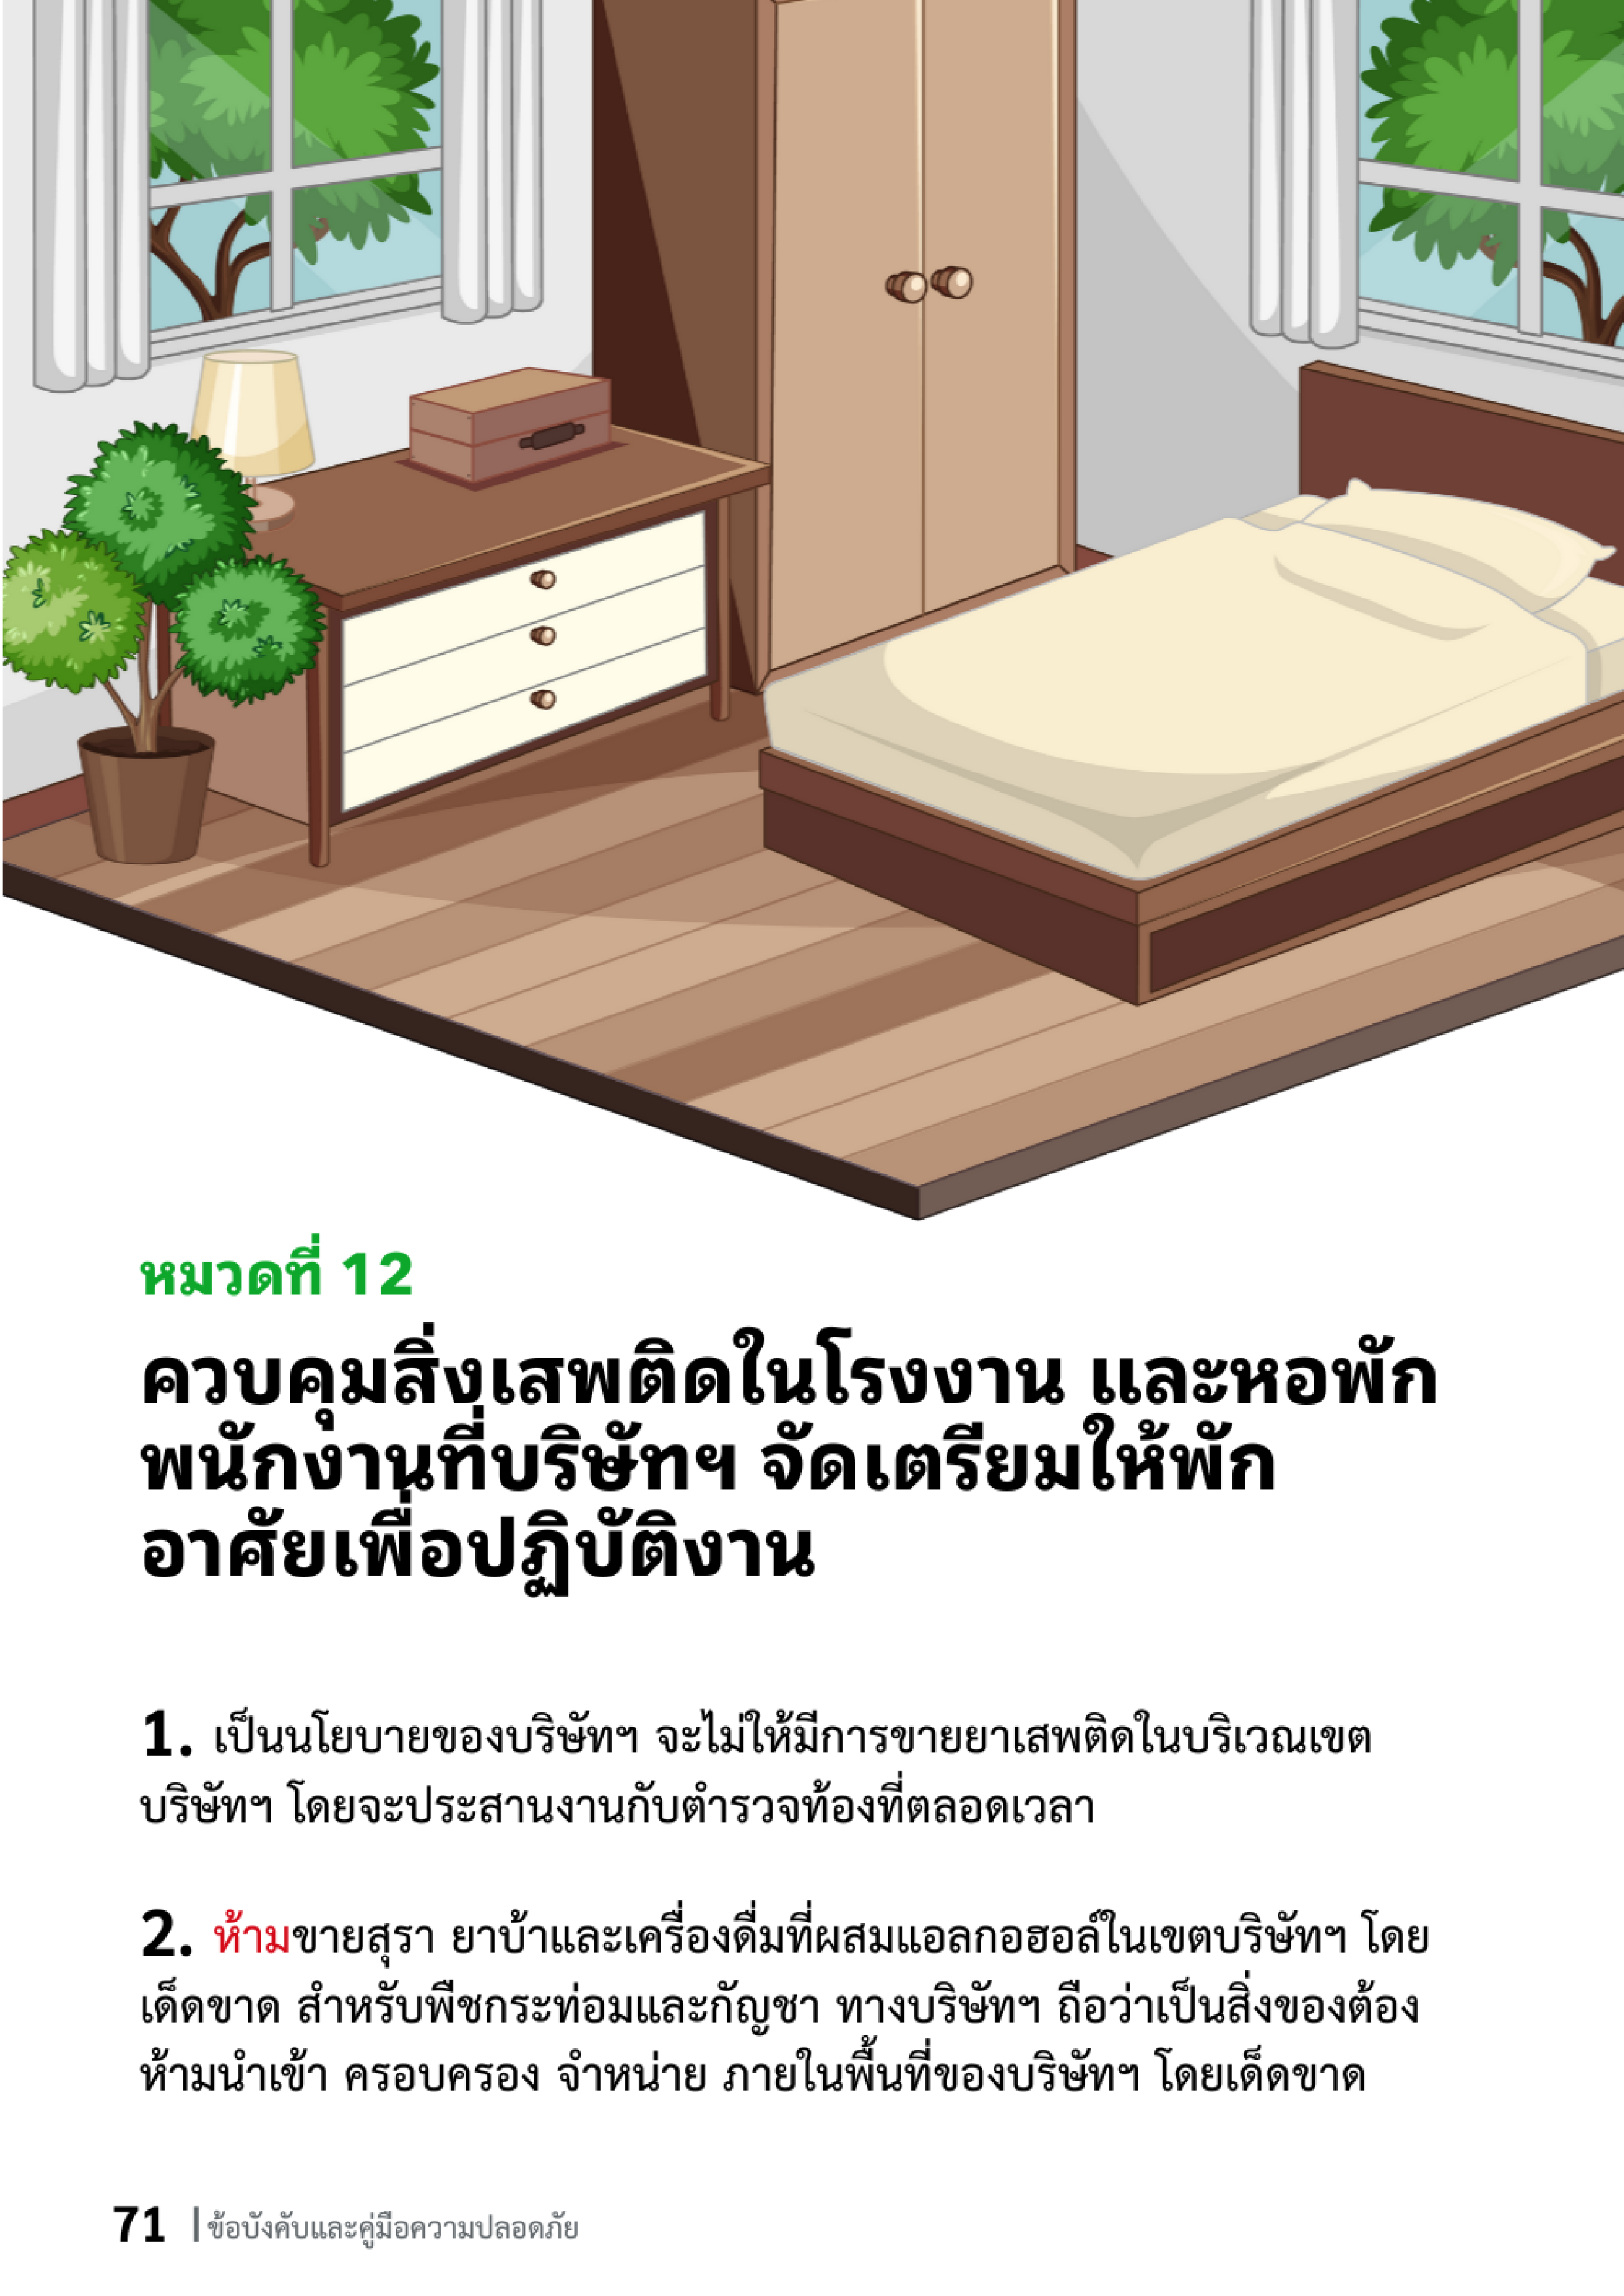 หมวดที่ 12
ควบคุมสิ่งเสพติดในโรงงาน และหอพัก
พนักงานที่บริษัทฯ จัดเตรียมให้พัก
อาศัยเพื่อปฏิบัติงาน
1. เป็นนโยบายของบริษัทฯ จะไม่ให้มีการขายยาเสพติดในบริเวณเขต
บริษัทฯ โดยจะประสานงานกับตำรวจท้องที่ตลอดเวลา
2. ห้ามขายสุรา ยาบ้าและเครื่องดื่มที่ผสมแอลกอฮอล์ในเขตบริษัทฯ โดย
เด็ดขาด สำหรับพืชกระท่อมและกัญชา ทางบริษัทฯ ถือว่าเป็นสิ่งของต้อง
ห้ามนำเข้า ครอบครอง จำหน่าย ภายในพื้นที่ของบริษัทฯ โดยเด็ดขาด
71 | ข้อบังคับและคู่มือความปลอดภัย